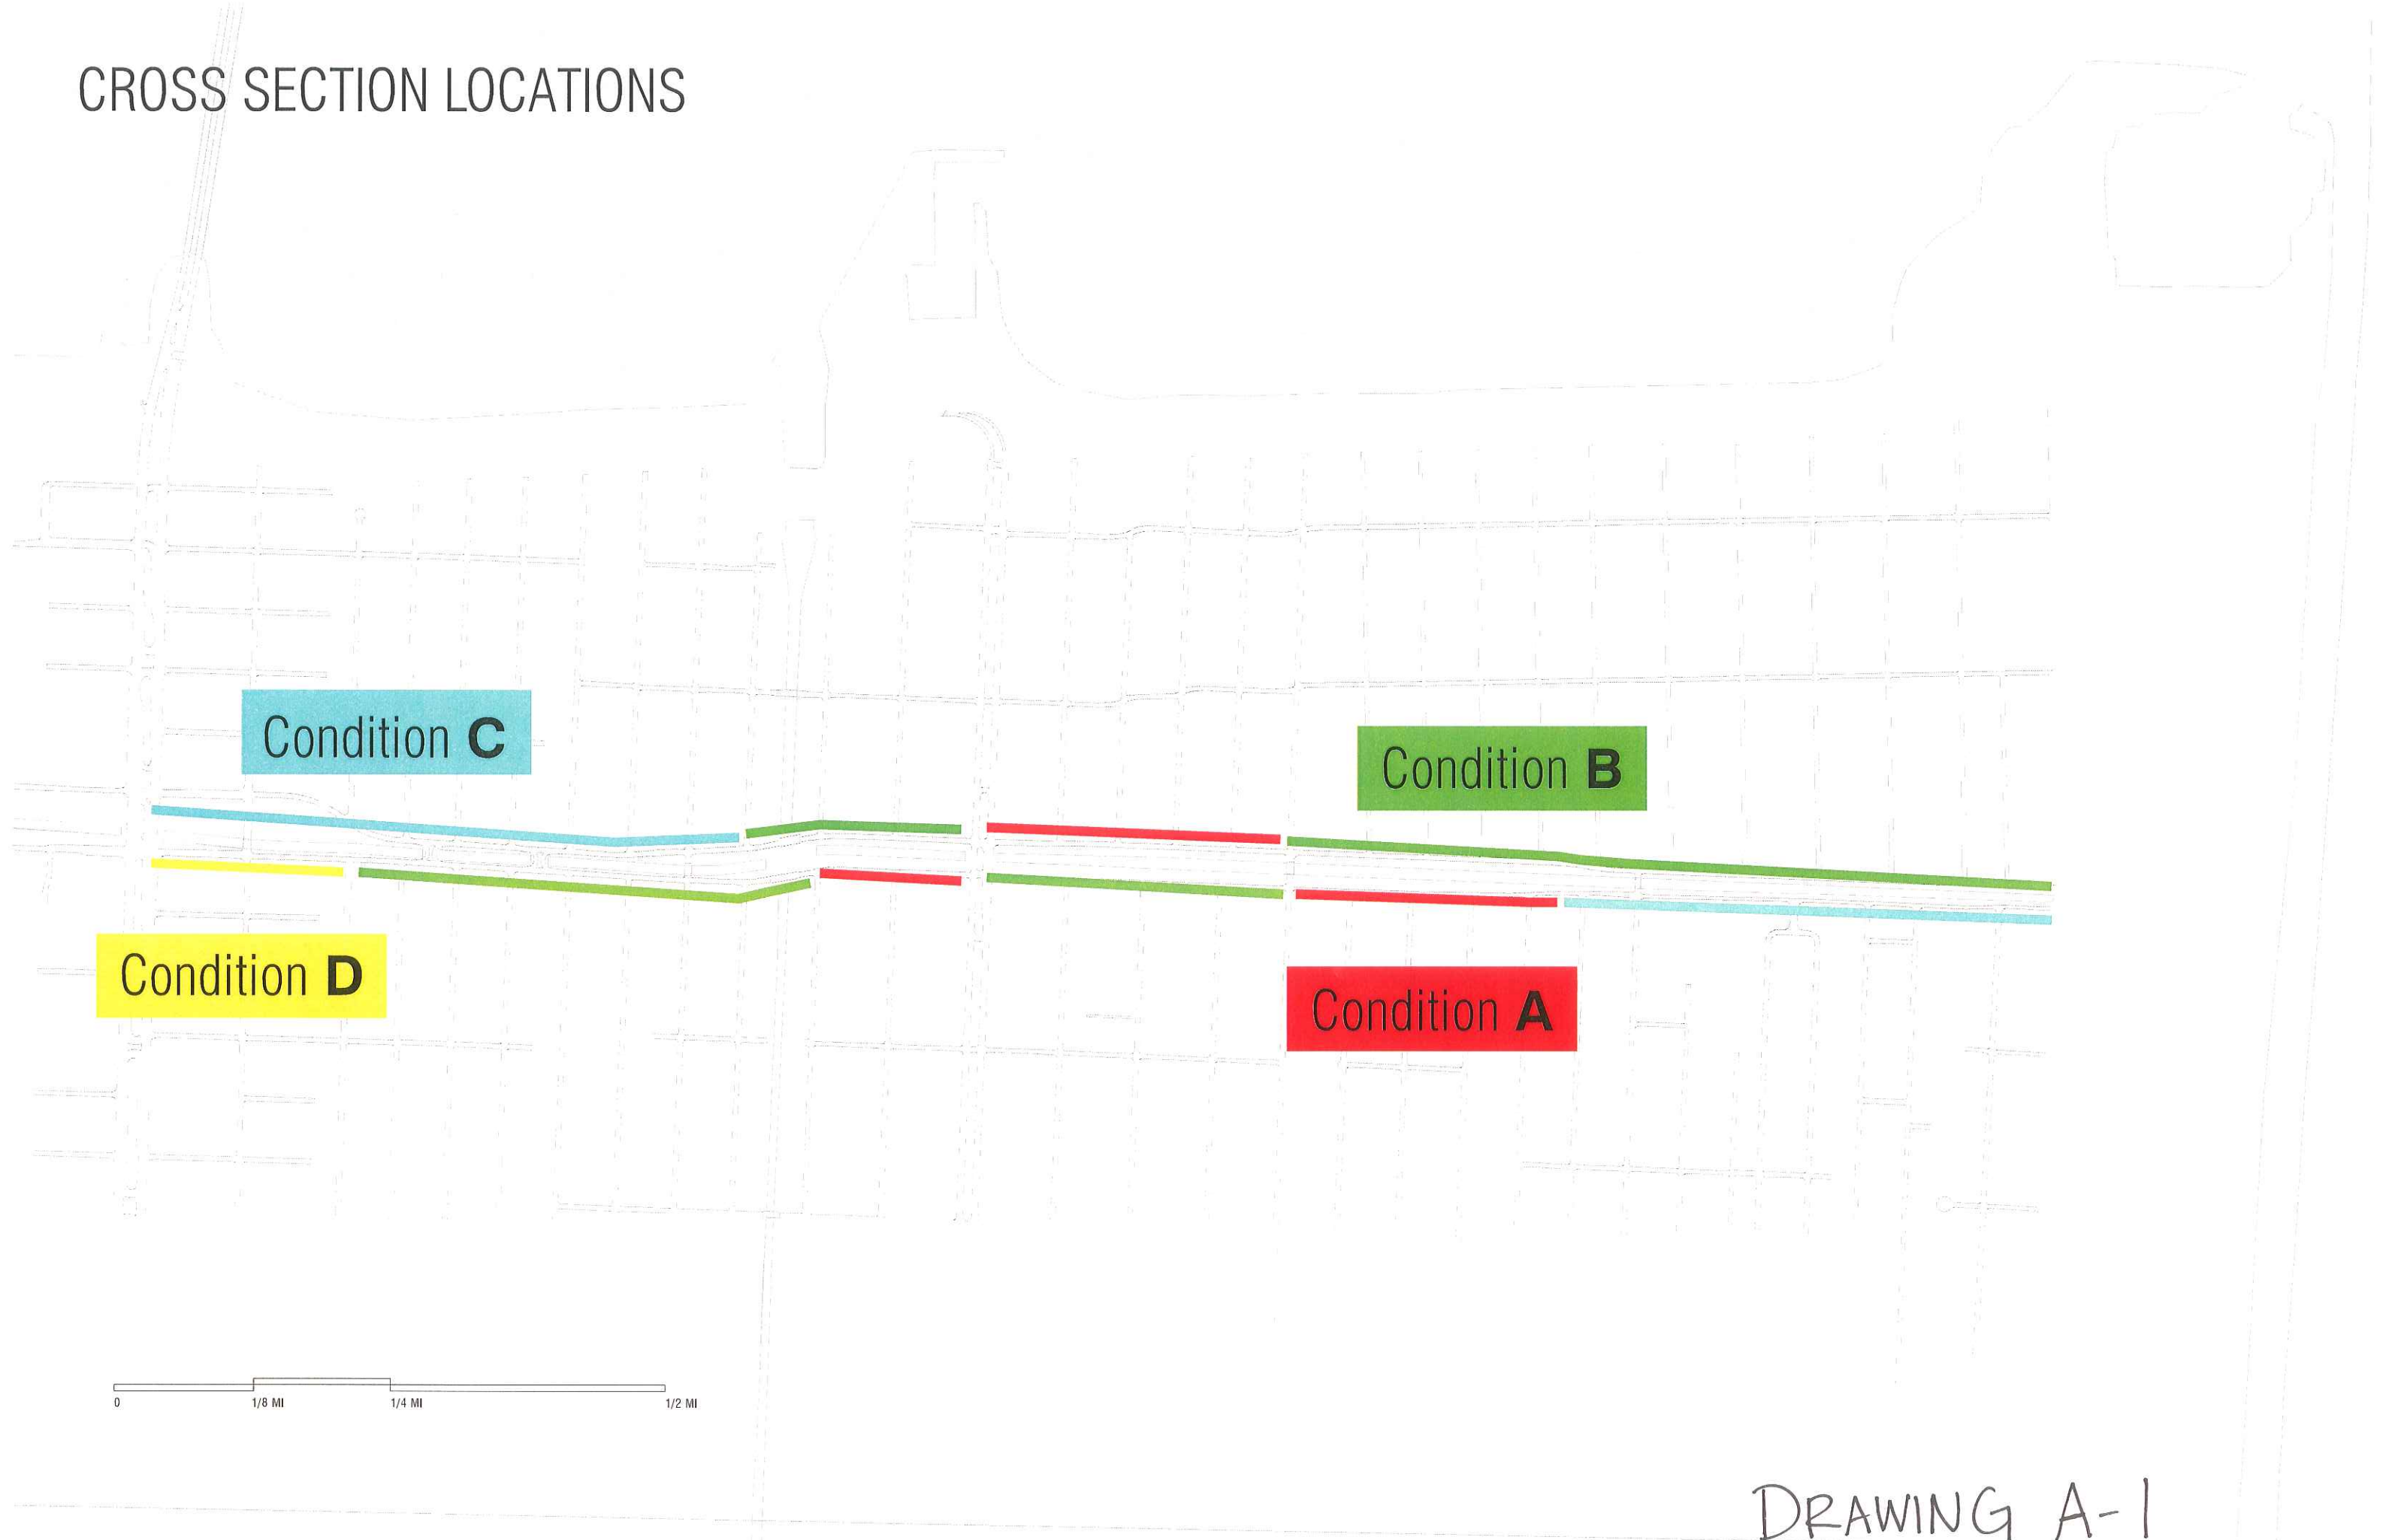 CROSS SECTION LOCATIONS
Condition C
Condition B
Condition D
Condition A
0 1/8 MI 1/4 MI 1/2 MI
DRAWING A-1